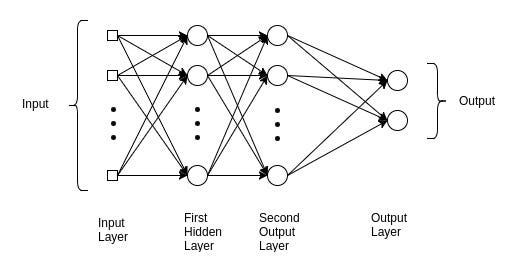 Input
Output
Input
Layer
First
Hidden
Layer
Second
Output
Layer
Output
Layer